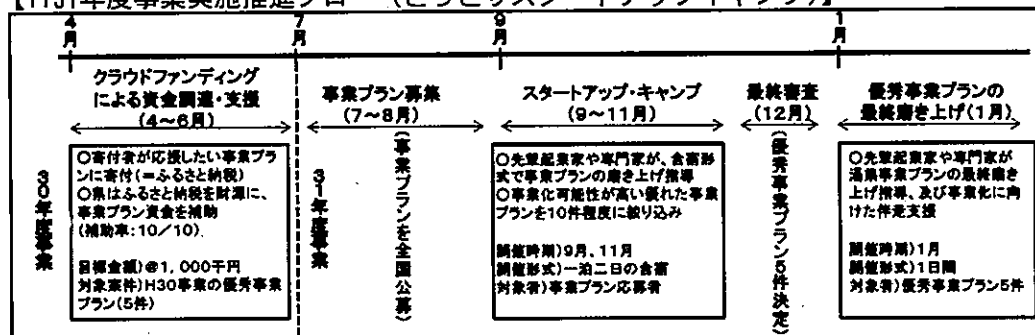 【H31年度事業実施推進フロー（とっとりスタートアップキャンプ）】
4月
7月
9月
1月
クラウドファンディング
による資金調達・支援
(4～6月)
事業プラン募集
(7～8月)
スタートアップ・キャンプ
(9～11月)
最終審査
(12月)
優秀事業プランの
最終磨き上げ(1月)
30年度事業
○寄付者が応援したい事業プラ
ンに寄付(=ふるさと納税)
○県はふるさと納税を財源に、
事業プラン資金を補助
(補助率:10/10)
目標金額)@1,000千円
対象案件)H30事業の優秀事業
プラン(5件)
31年度事業
(事業プランを全国公募)
○先輩起業家や専門家が、合宿形
式で事業プランの磨き上げ指導
○事業化可能性が高い優れた事業
プランを10件程度に絞り込み
開催時期)9月、11月
開催形式)一泊二日の合宿
対象者)事業プラン応募者
(優秀事業プラン5件決定)
○先輩起業家や専門家が
優秀事業プランの最終磨き
上げ指導、及び事業化に向
けた伴走支援
開催時期)1月
開催形式)1日間
対象者)優秀事業プラン5件